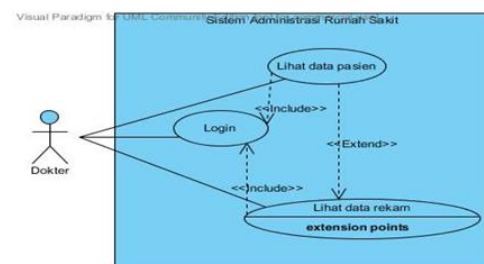 Visual Paradigm for UML Communit
Sistem Administrasi Rumah Sakit
Lihat data pasien
<<Include>>
Login
<<Extend>>
Dokter
<<Include>>
Lihat data rekam
extension points